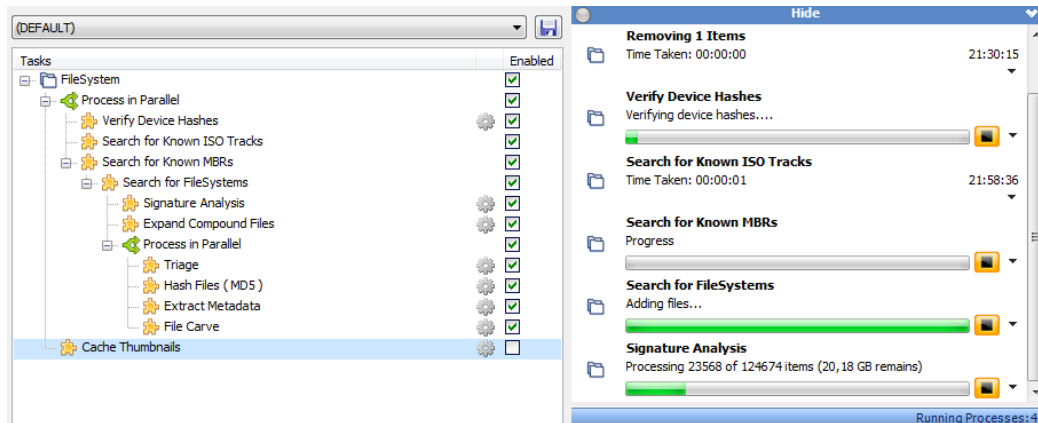 (DEFAULT)
Tasks Enabled
FileSystem
Process in Parallel
Verify Device Hashes
Search for Known ISO Tracks
Search for Known MBRs
Search for FileSystems
Signature Analysis
Expand Compound Files
Process in Parallel
Triage
Hash Files ( MD5 )
Extract Metadata
File Carve
Cache Thumbnails
Hide
Removing 1 Items
Time Taken: 00:00:00 21:30:15
Verify Device Hashes
Verifying device hashes....
Search for Known ISO Tracks
Time Taken: 00:00:01 21:58:36
Search for Known MBRs
Progress
Search for FileSystems
Adding files...
Signature Analysis
Processing 23568 of 124674 items (20,18 GB remains)
Running Processes:4